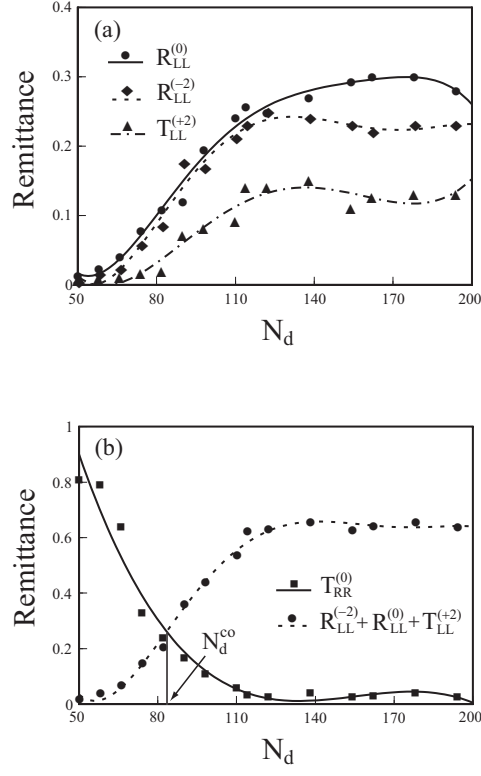 (a)
R_LL^(0)
R_LL^(−2)
T_LL^(+2)
Remittance
0.4
0.3
0.2
0.1
0
50 80 110 140 170 200
N_d
(b)
Remittance
1
0.8
0.6
0.4
0.2
0
T_RR^(0)
R_LL^(−2) + R_LL^(0) + T_LL^(+2)
N_d^co
50 80 110 140 170 200
N_d